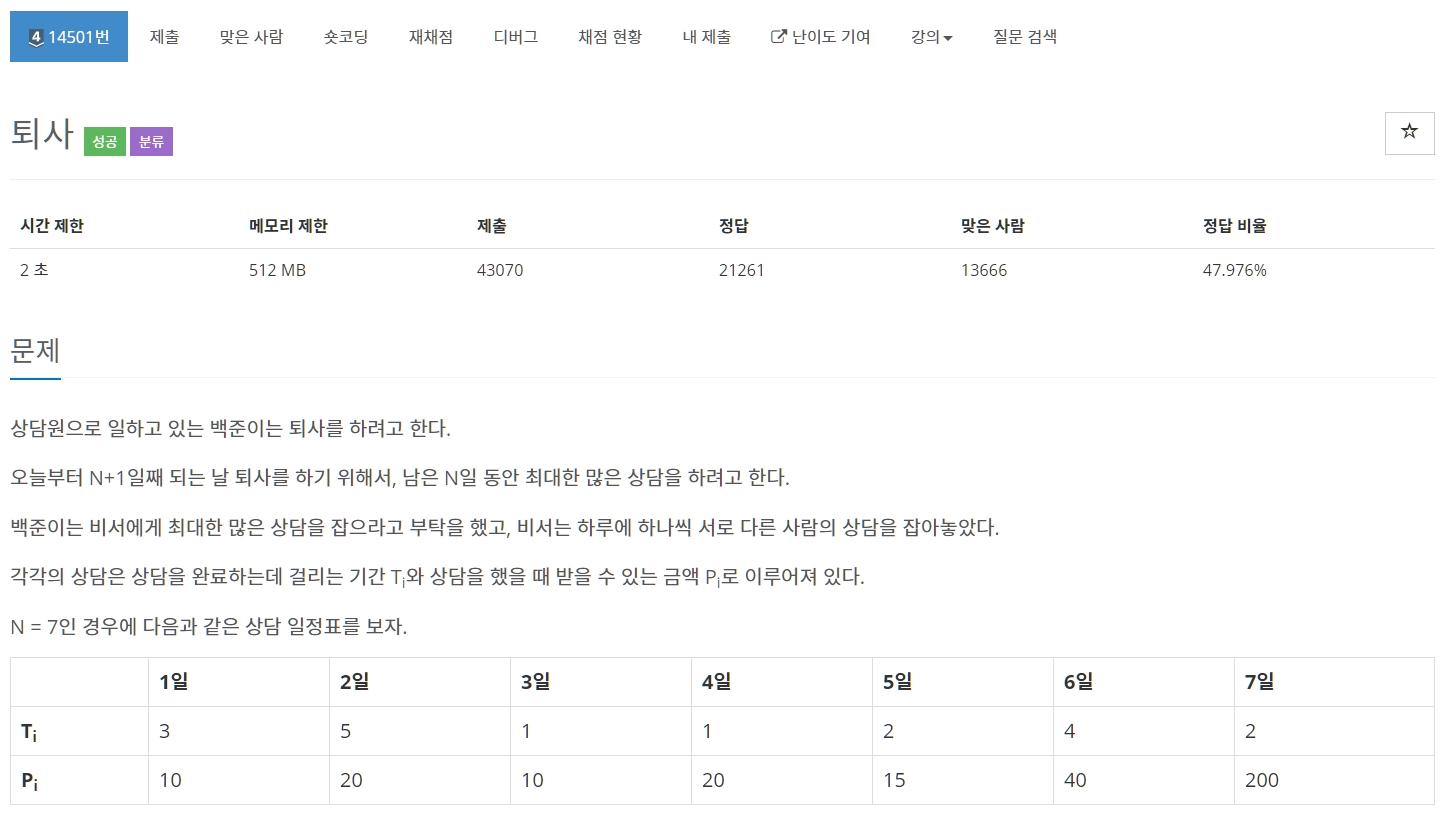 4 14501번 제출 맞은 사람 숏코딩 재채점 디버그 채점 현황 내 제출 난이도 기여 강의 질문 검색
퇴사 성공 분류
시간 제한 메모리 제한 제출 정답 맞은 사람 정답 비율
2 초 512 MB 43070 21261 13666 47.976%
문제
상담원으로 일하고 있는 백준이는 퇴사를 하려고 한다.
오늘부터 N+1일째 되는 날 퇴사를 하기 위해서, 남은 N일 동안 최대한 많은 상담을 하려고 한다.
백준이는 비서에게 최대한 많은 상담을 잡으라고 부탁을 했고, 비서는 하루에 하나씩 서로 다른 사람의 상담을 잡아놓았다.
각각의 상담은 상담을 완료하는데 걸리는 기간 Ti와 상담을 했을 때 받을 수 있는 금액 Pi로 이루어져 있다.
N = 7인 경우에 다음과 같은 상담 일정표를 보자.
1일 2일 3일 4일 5일 6일 7일
Ti 3 5 1 1 2 4 2
Pi 10 20 10 20 15 40 200